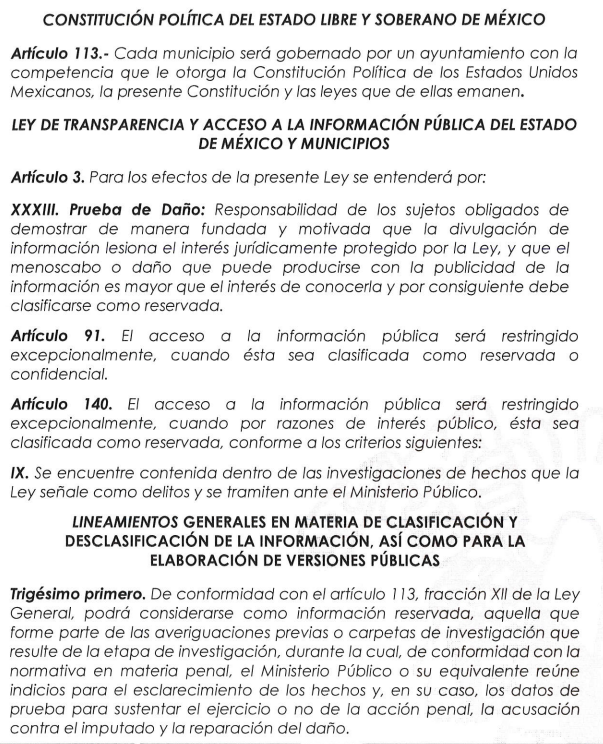 CONSTITUCIÓN POLÍTICA DEL ESTADO LIBRE Y SOBERANO DE MÉXICO
Artículo 113.- Cada municipio será gobernado por un ayuntamiento con la
competencia que le otorga la Constitución Política de los Estados Unidos
Mexicanos, la presente Constitución y las leyes que de ellas emanen.
LEY DE TRANSPARENCIA Y ACCESO A LA INFORMACIÓN PÚBLICA DEL ESTADO
DE MÉXICO Y MUNICIPIOS
Artículo 3. Para los efectos de la presente Ley se entenderá por:
XXXIII. Prueba de Daño: Responsabilidad de los sujetos obligados de
demostrar de manera fundada y motivada que la divulgación de
información lesiona el interés jurídicamente protegido por la Ley, y que el
menoscabo o daño que puede producirse con la publicidad de la
información es mayor que el interés de conocerla y por consiguiente debe
clasificarse como reservada.
Artículo 91. El acceso a la información pública será restringido
excepcionalmente, cuando ésta sea clasificada como reservada o
confidencial.
Artículo 140. El acceso a la información pública será restringido
excepcionalmente, cuando por razones de interés público, ésta sea
clasificada como reservada, conforme a los criterios siguientes:
IX. Se encuentre contenida dentro de las investigaciones de hechos que la
Ley señale como delitos y se tramiten ante el Ministerio Público.
LINEAMIENTOS GENERALES EN MATERIA DE CLASIFICACIÓN Y
DESCLASIFICACIÓN DE LA INFORMACIÓN, ASÍ COMO PARA LA
ELABORACIÓN DE VERSIONES PÚBLICAS
Trigésimo primero. De conformidad con el artículo 113, fracción XII de la Ley
General, podrá considerarse como información reservada, aquella que
forme parte de las averiguaciones previas o carpetas de investigación que
resulte de la etapa de investigación, durante la cual, de conformidad con la
normativa en materia penal, el Ministerio Público o su equivalente reúne
indicios para el esclarecimiento de los hechos y, en su caso, los datos de
prueba para sustentar el ejercicio o no de la acción penal, la acusación
contra el imputado y la reparación del daño.